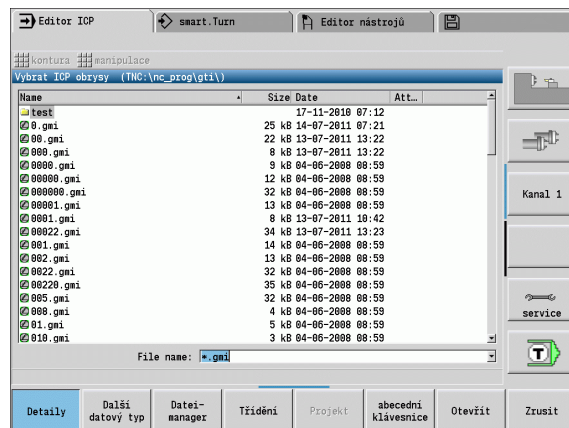 Editor ICP
smart.Turn
Editor nástrojů
kontura manipulace
Vybrat ICP obrysy (TNC:\nc_prog\gti\)
Name Size Date Att...
test 17-11-2010 07:12
0.gmi 25 kB 14-07-2011 07:21
00.gmi 22 kB 13-07-2011 13:22
000.gmi 8 kB 13-07-2011 13:22
0000.gmi 9 kB 04-06-2008 08:59
00000.gmi 12 kB 04-06-2008 08:59
000000.gmi 32 kB 04-06-2008 08:59
00001.gmi 13 kB 04-06-2008 08:59
0001.gmi 8 kB 13-07-2011 10:42
00022.gmi 34 kB 13-07-2011 13:23
001.gmi 14 kB 04-06-2008 08:59
002.gmi 13 kB 04-06-2008 08:59
0022.gmi 32 kB 04-06-2008 08:59
00220.gmi 35 kB 04-06-2008 08:59
005.gmi 32 kB 04-06-2008 08:59
008.gmi 4 kB 04-06-2008 08:59
01.gmi 5 kB 04-06-2008 08:59
010.gmi 3 kB 04-06-2008 08:59
File name: *.gmi
Kanal 1
service
T
Detaily
Další
datový typ
Datei-
manager
Třídění
Projekt
abecední
klávesnice
Otevřít
Zrusit